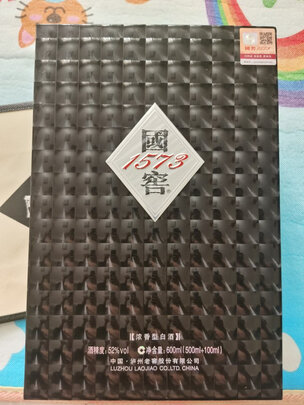 國
1573
窖®
【浓香型白酒】
酒精度：52%vol 净含量：600ml（500ml+100ml）
中国·泸州老窖股份有限公司
LUZHOU LAOJIAO CO.,LTD. CHINA